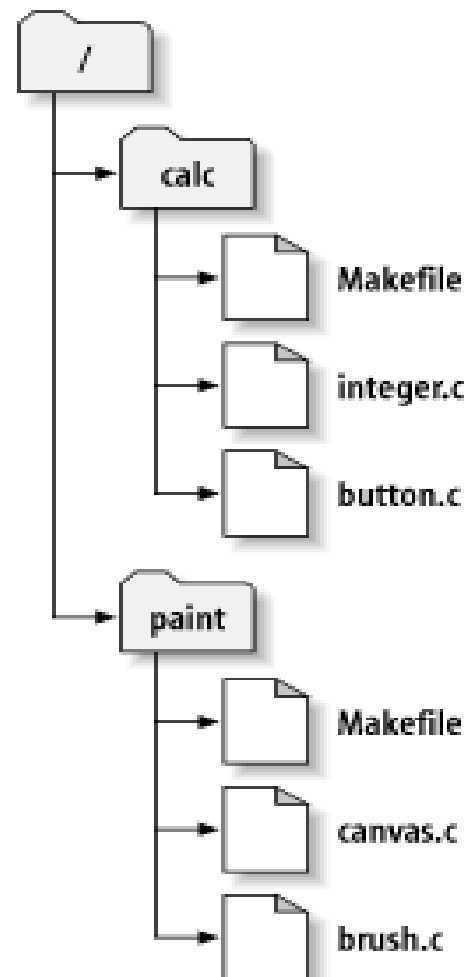 /
calc
Makefile
integer.c
button.c
paint
Makefile
canvas.c
brush.c